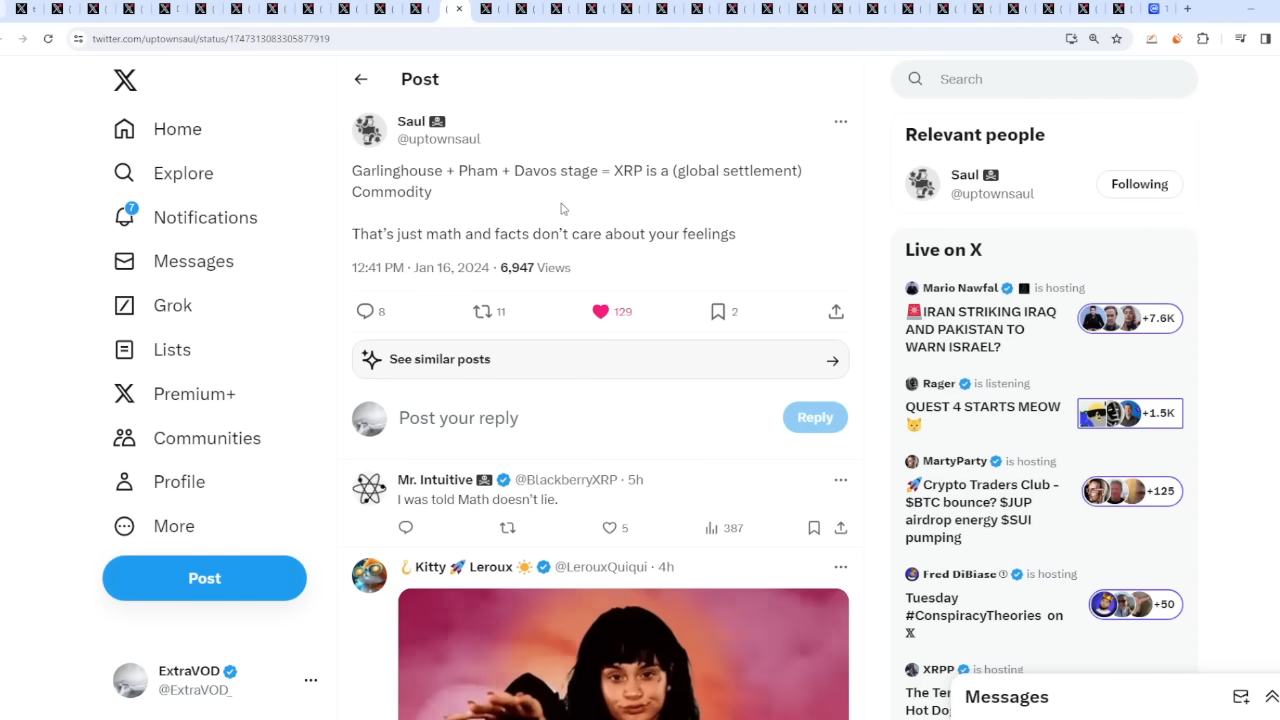 twitter.com/uptownsaul/status/1747313083305877919
Home
Explore
7
Notifications
Messages
Grok
Lists
Premium+
Communities
Profile
More
Post
ExtraVOD
@ExtraVOD_
Post
Saul 🏴‍☠️
@uptownsaul
Garlinghouse + Pham + Davos stage = XRP is a (global settlement)
Commodity
That’s just math and facts don’t care about your feelings
12:41 PM · Jan 16, 2024 · 6,947 Views
8 11 129 2
See similar posts
Post your reply
Reply
Mr. Intuitive 🏴‍☠️ @BlackberryXRP · 5h
I was told Math doesn’t lie.
5 387
🪝Kitty 🚀 Leroux ☀️ @LerouxQuiqui · 4h
Search
Relevant people
Saul 🏴‍☠️
@uptownsaul
Following
Live on X
Mario Nawfal is hosting
🚨IRAN STRIKING IRAQ
AND PAKISTAN TO
WARN ISRAEL?
+7.6K
Rager is listening
QUEST 4 STARTS MEOW
🐱
+1.5K
MartyParty is hosting
🚀Crypto Traders Club -
$BTC bounce? $JUP
airdrop energy $SUI
pumping
+125
Fred DiBiase is hosting
Tuesday
#ConspiracyTheories on
𝕏
+50
XRPP is hosting
The
Hot
Messages